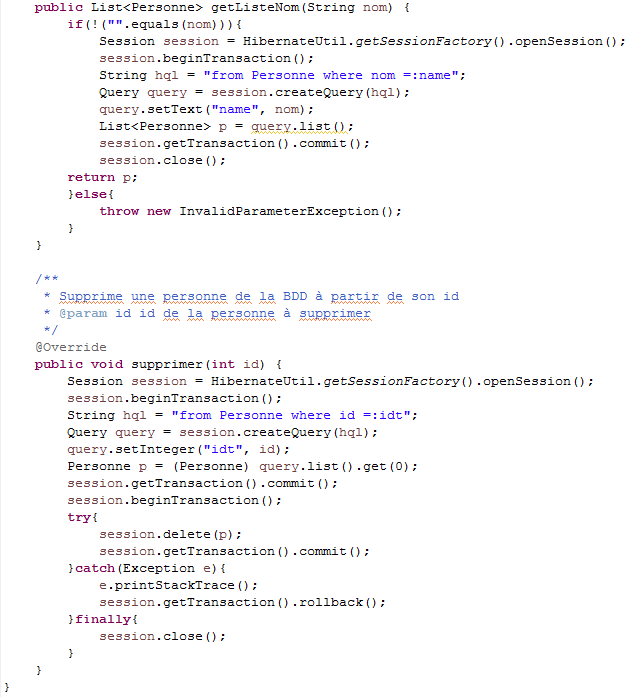 public List<Personne> getListeNom(String nom) {
if(!("".equals(nom))){
Session session = HibernateUtil.getSessionFactory().openSession();
session.beginTransaction();
String hql = "from Personne where nom =:name";
Query query = session.createQuery(hql);
query.setText("name", nom);
List<Personne> p = query.list();
session.getTransaction().commit();
session.close();
return p;
}else{
throw new InvalidParameterException();
}
}
/**
* Supprime une personne de la BDD à partir de son id
* @param id id de la personne à supprimer
*/
@Override
public void supprimer(int id) {
Session session = HibernateUtil.getSessionFactory().openSession();
session.beginTransaction();
String hql = "from Personne where id =:idt";
Query query = session.createQuery(hql);
query.setInteger("idt", id);
Personne p = (Personne) query.list().get(0);
session.getTransaction().commit();
session.beginTransaction();
try{
session.delete(p);
session.getTransaction().commit();
}catch(Exception e){
e.printStackTrace();
session.getTransaction().rollback();
}finally{
session.close();
}
}
}